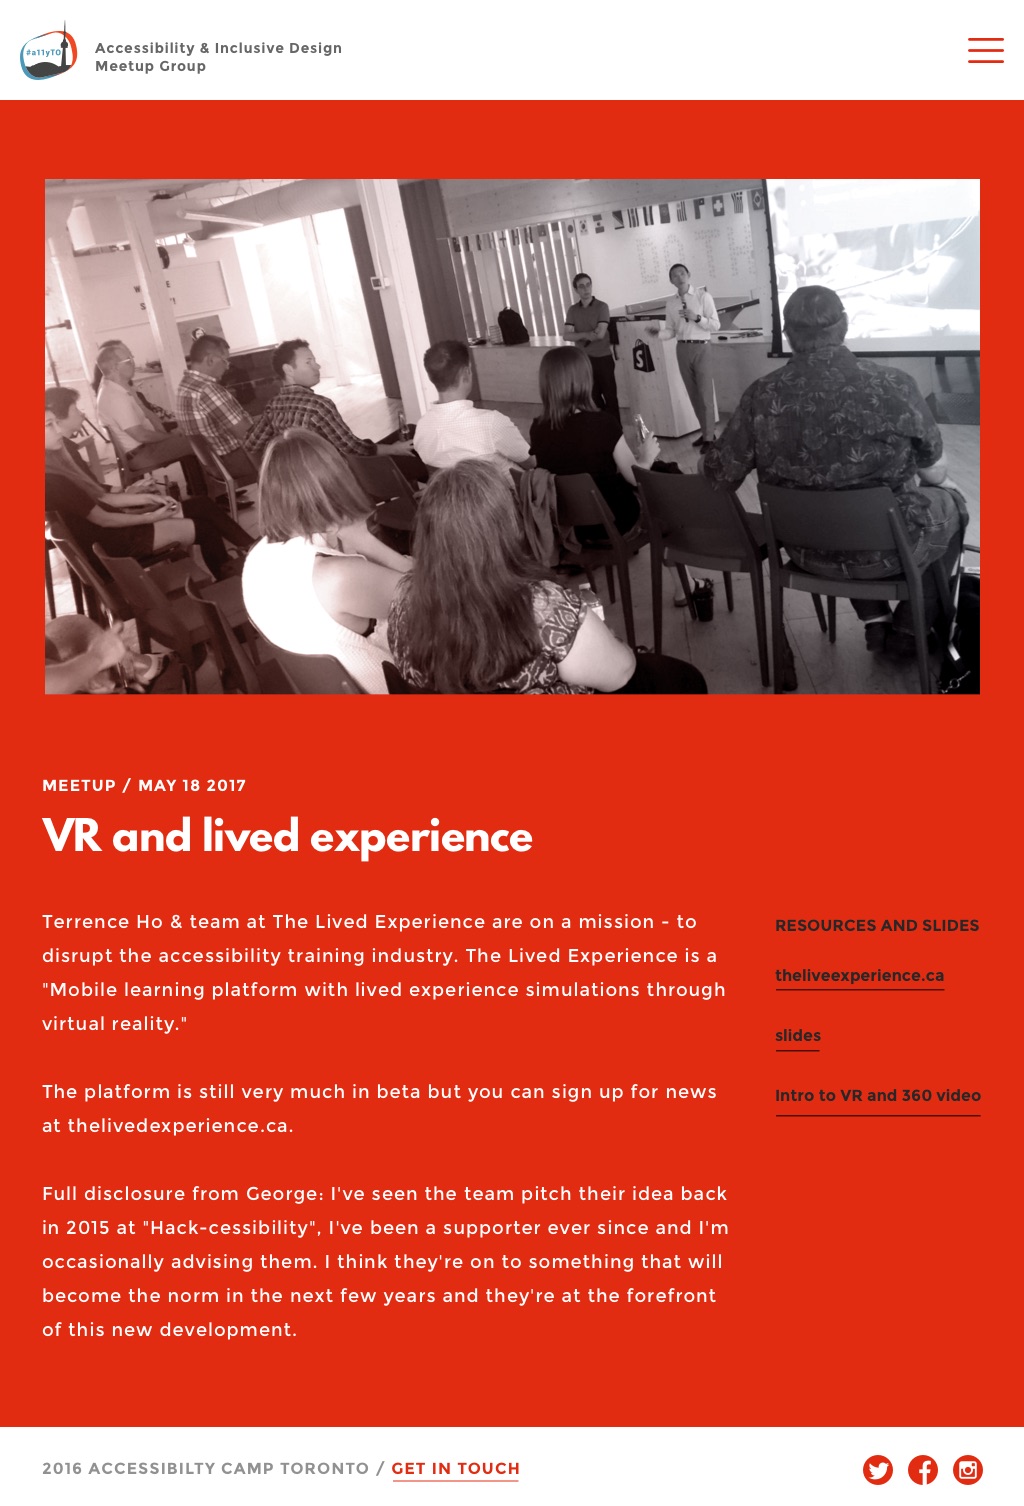 #a11yTO
Accessibility & Inclusive Design
Meetup Group
MEETUP / MAY 18 2017
VR and lived experience
Terrence Ho & team at The Lived Experience are on a mission - to
disrupt the accessibility training industry. The Lived Experience is a
"Mobile learning platform with lived experience simulations through
virtual reality."
The platform is still very much in beta but you can sign up for news
at thelivedexperience.ca.
Full disclosure from George: I've seen the team pitch their idea back
in 2015 at "Hack-cessibility", I've been a supporter ever since and I'm
occasionally advising them. I think they're on to something that will
become the norm in the next few years and they're at the forefront
of this new development.
RESOURCES AND SLIDES
theliveexperience.ca
slides
Intro to VR and 360 video
2016 ACCESSIBILTY CAMP TORONTO / GET IN TOUCH